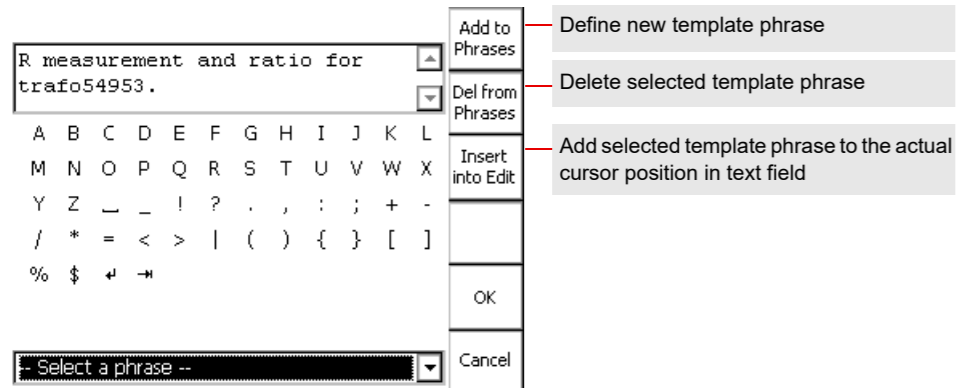 R measurement and ratio for
trafo54953.
A B C D E F G H I J K L
M N O P Q R S T U V W X
Y Z ⎵ _ ! ? . , : ; + -
/ * = < > | ( ) { } [ ]
% $ ↵ ⇥
-- Select a phrase --
Add to
Phrases
Del from
Phrases
Insert
into Edit
OK
Cancel
Define new template phrase
Delete selected template phrase
Add selected template phrase to the actual
cursor position in text field